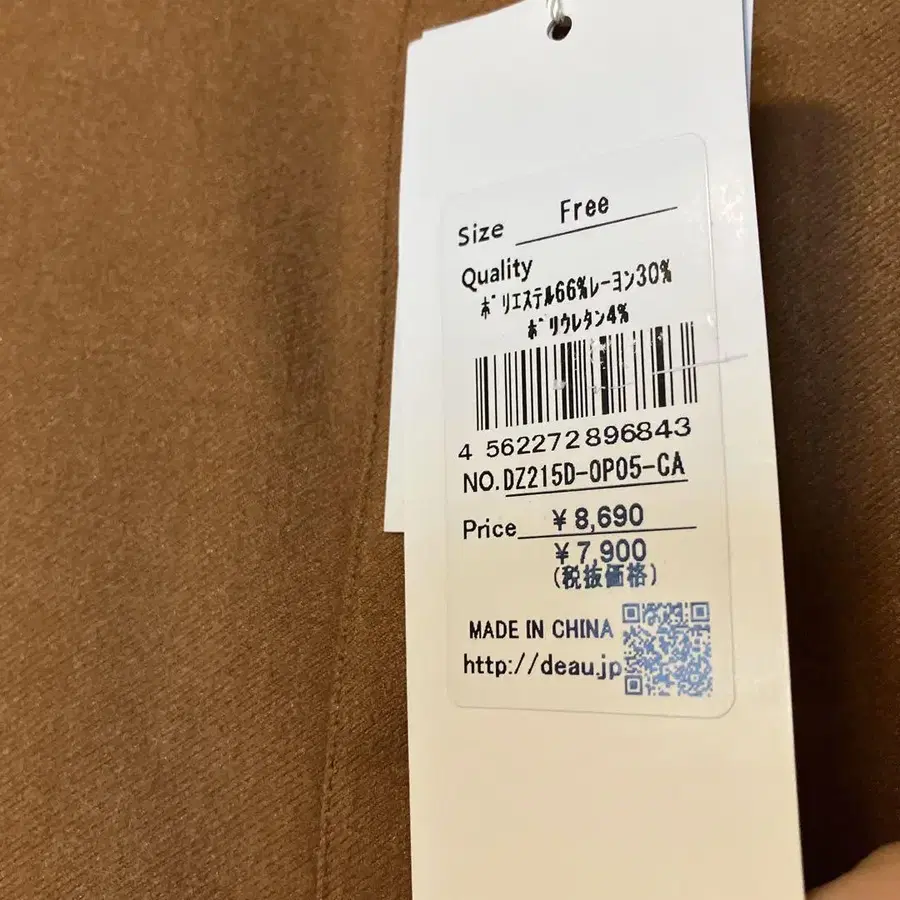 Size Free
Quality
ポリエステル66%レーヨン30%
ポリウレタン4%
4 562272 896843
NO.DZ215D-OP05-CA
Price ¥8,690
¥7,900
(税抜価格)
MADE IN CHINA
http://deau.jp